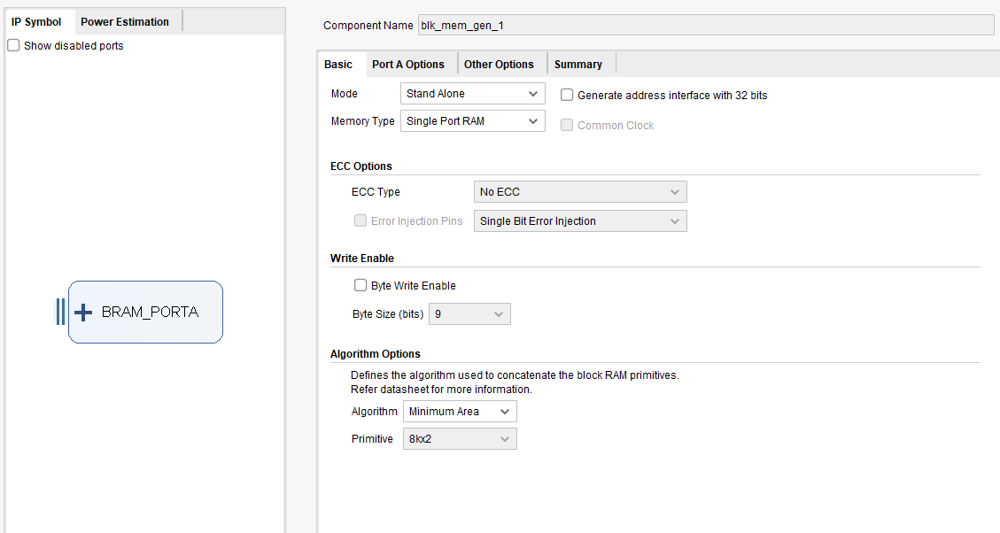 IP Symbol
Power Estimation
Show disabled ports
BRAM_PORTA
Component Name blk_mem_gen_1
Basic Port A Options Other Options Summary
Mode Stand Alone Generate address interface with 32 bits
Memory Type Single Port RAM Common Clock
ECC Options
ECC Type No ECC
Error Injection Pins Single Bit Error Injection
Write Enable
Byte Write Enable
Byte Size (bits) 9
Algorithm Options
Defines the algorithm used to concatenate the block RAM primitives.
Refer datasheet for more information.
Algorithm Minimum Area
Primitive 8kx2